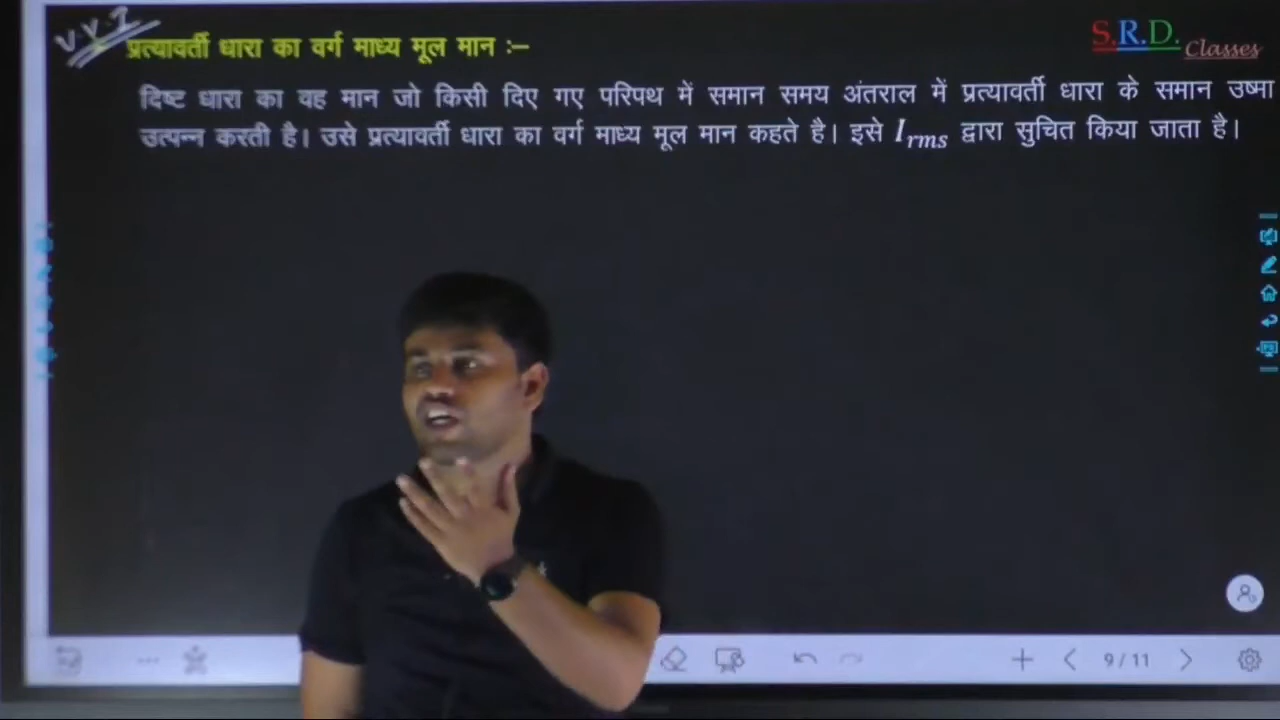 V.V.I
प्रत्यावर्ती धारा का वर्ग माध्य मूल मान :–
S.R.D. Classes
दिष्ट धारा का वह मान जो किसी दिए गए परिपथ में समान समय अंतराल में प्रत्यावर्ती धारा के समान उष्मा
उत्पन्न करती है। उसे प्रत्यावर्ती धारा का वर्ग माध्य मूल मान कहते है। इसे Irms द्वारा सुचित किया जाता है।
9/11